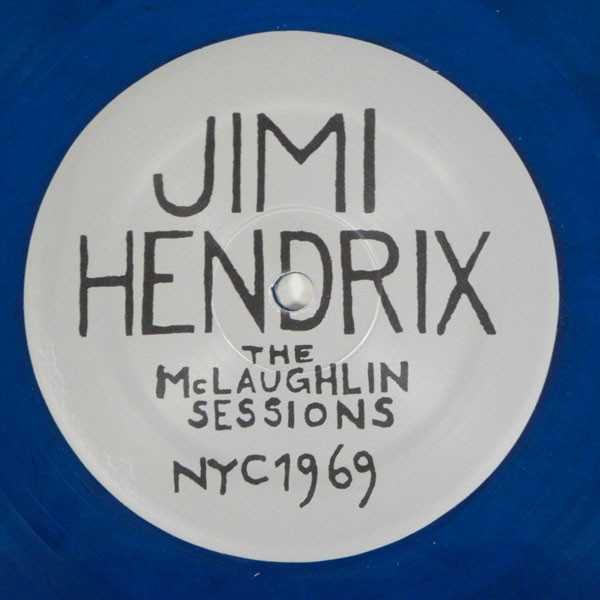 JIMI
HENDRIX
THE
McLAUGHLIN
SESSIONS
NYC 1969